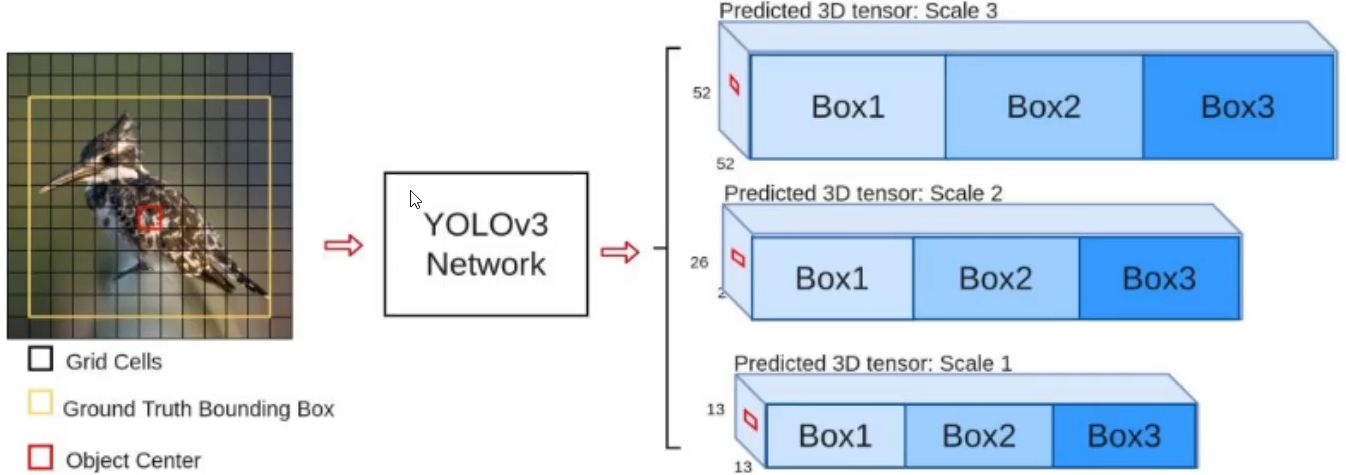 Predicted 3D tensor: Scale 3
52
Box1 Box2 Box3
52
Predicted 3D tensor: Scale 2
YOLOv3
Network
26
Box1 Box2 Box3
Predicted 3D tensor: Scale 1
13
Box1 Box2 Box3
13
Grid Cells
Ground Truth Bounding Box
Object Center